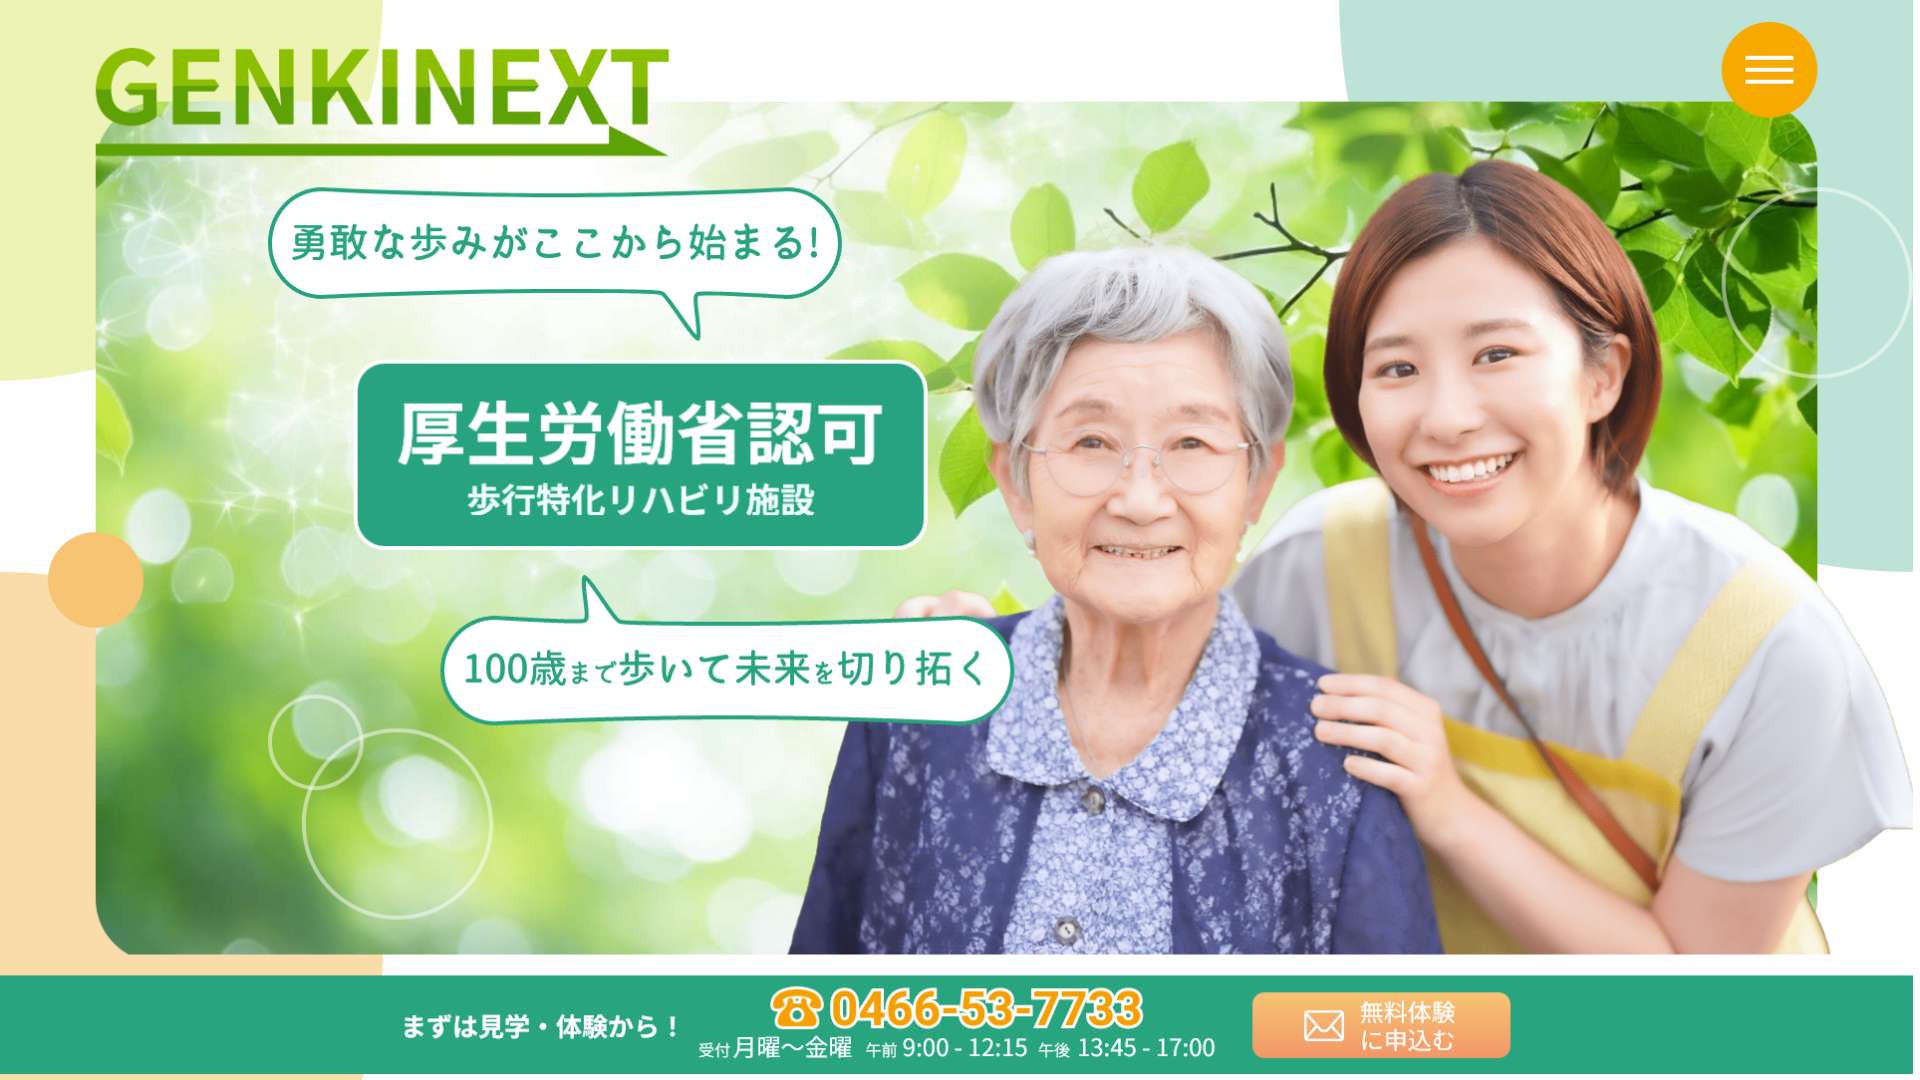 GENKINEXT
勇敢な歩みがここから始まる!
厚生労働省認可
歩行特化リハビリ施設
100歳まで歩いて未来を切り拓く
まずは見学・体験から！
0466-53-7733
受付 月曜〜金曜 午前 9:00 - 12:15 午後 13:45 - 17:00
無料体験
に申込む